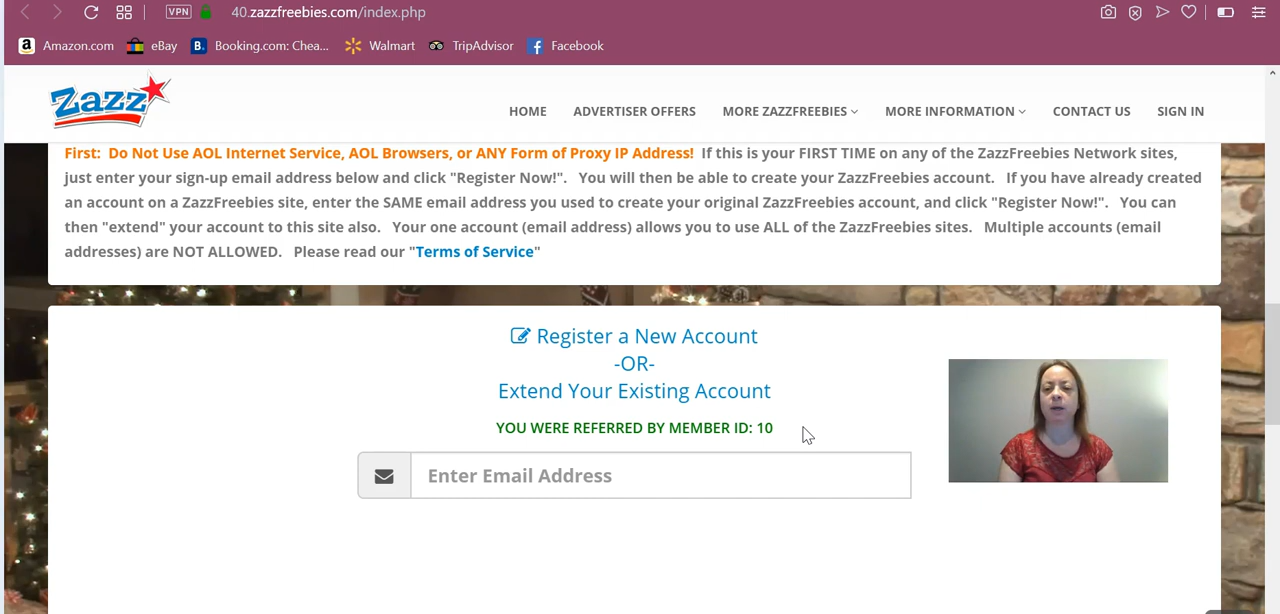 VPN 40.zazzfreebies.com/index.php
a Amazon.com eBay B. Booking.com: Chea... Walmart TripAdvisor f Facebook
Zazz HOME ADVERTISER OFFERS MORE ZAZZFREEBIES MORE INFORMATION CONTACT US SIGN IN
First: Do Not Use AOL Internet Service, AOL Browsers, or ANY Form of Proxy IP Address! If this is your FIRST TIME on any of the ZazzFreebies Network sites,
just enter your sign-up email address below and click "Register Now!". You will then be able to create your ZazzFreebies account. If you have already created
an account on a ZazzFreebies site, enter the SAME email address you used to create your original ZazzFreebies account, and click "Register Now!". You can
then "extend" your account to this site also. Your one account (email address) allows you to use ALL of the ZazzFreebies sites. Multiple accounts (email
addresses) are NOT ALLOWED. Please read our "Terms of Service"
Register a New Account
-OR-
Extend Your Existing Account
YOU WERE REFERRED BY MEMBER ID: 10
Enter Email Address